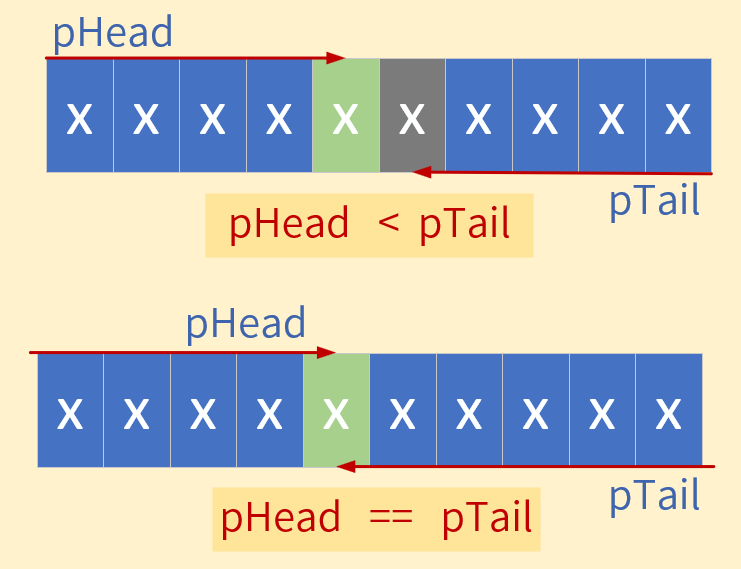 pHead
X X X X X X X X X X
pTail
pHead < pTail
pHead
X X X X X X X X X X
pTail
pHead == pTail